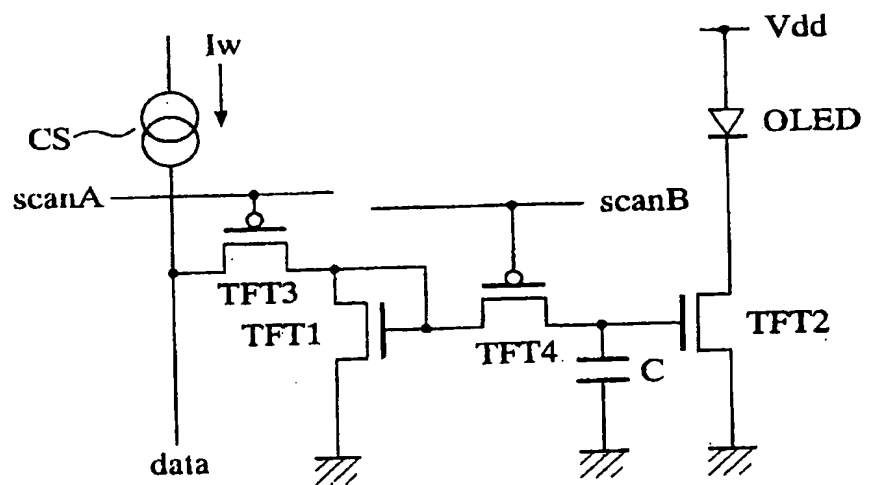 Iw
Vdd
CS
OLED
scanA
scanB
TFT3
TFT1
TFT4
C
TFT2
data